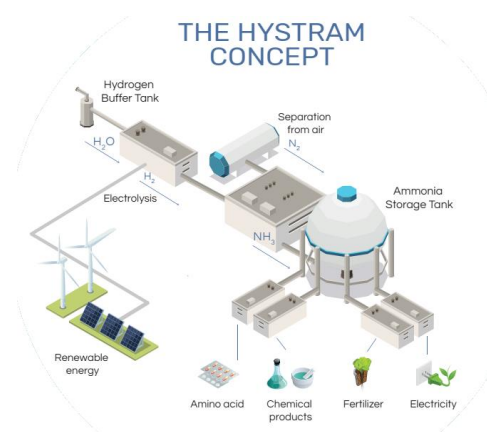 THE HYSTRAM
CONCEPT
Hydrogen
Buffer Tank
H₂O
H₂
Electrolysis
Separation
from air
N₂
Ammonia
Storage Tank
NH₃
Renewable
energy
Amino acid
Chemical
products
Fertilizer
Electricity